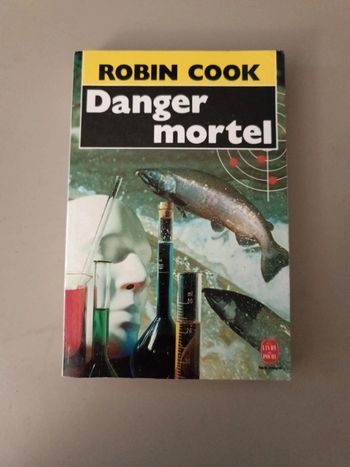 ROBIN COOK
Danger
mortel
LE LIVRE
DE POCHE